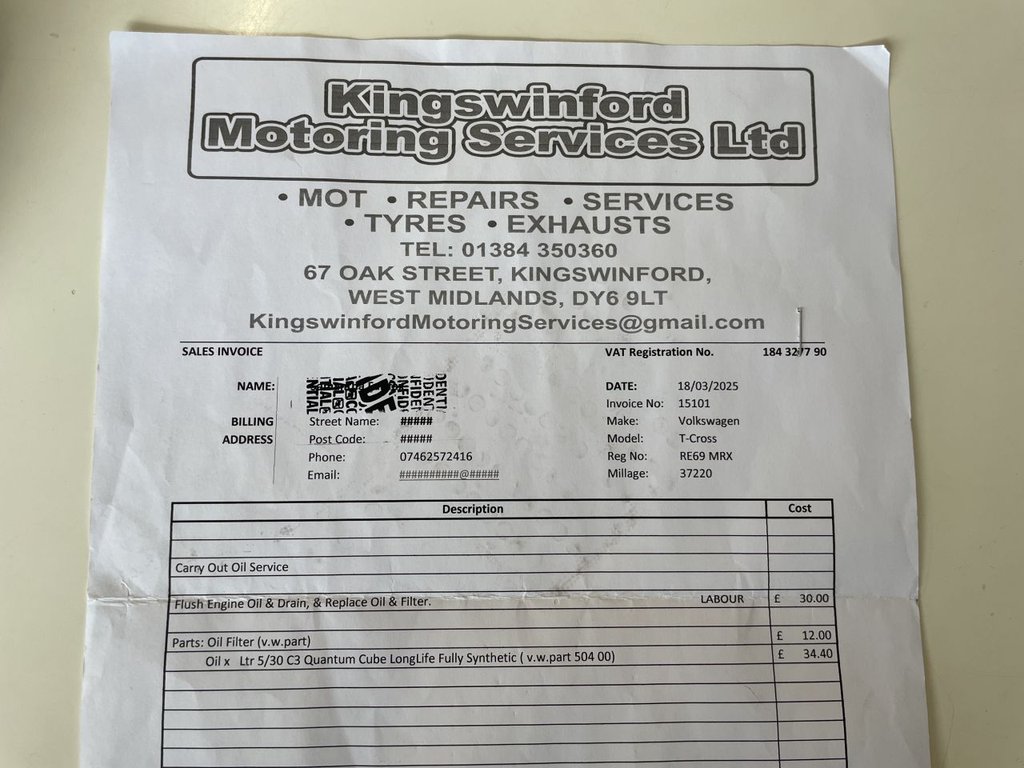 Kingswinford
Motoring Services Ltd
• MOT • REPAIRS • SERVICES
• TYRES • EXHAUSTS
TEL: 01384 350360
67 OAK STREET, KINGSWINFORD,
WEST MIDLANDS, DY6 9LT
KingswinfordMotoringServices@gmail.com
SALES INVOICE VAT Registration No. 184 3277 90
NAME: DATE: 18/03/2025
Invoice No: 15101
BILLING Street Name: ##### Make: Volkswagen
ADDRESS Post Code: ##### Model: T-Cross
Phone: 07462572416 Reg No: RE69 MRX
Email: ##########@##### Millage: 37220
Description Cost
Carry Out Oil Service
Flush Engine Oil & Drain, & Replace Oil & Filter. LABOUR £ 30.00
Parts: Oil Filter (v.w.part) £ 12.00
Oil x Ltr 5/30 C3 Quantum Cube LongLife Fully Synthetic ( v.w.part 504 00) £ 34.40